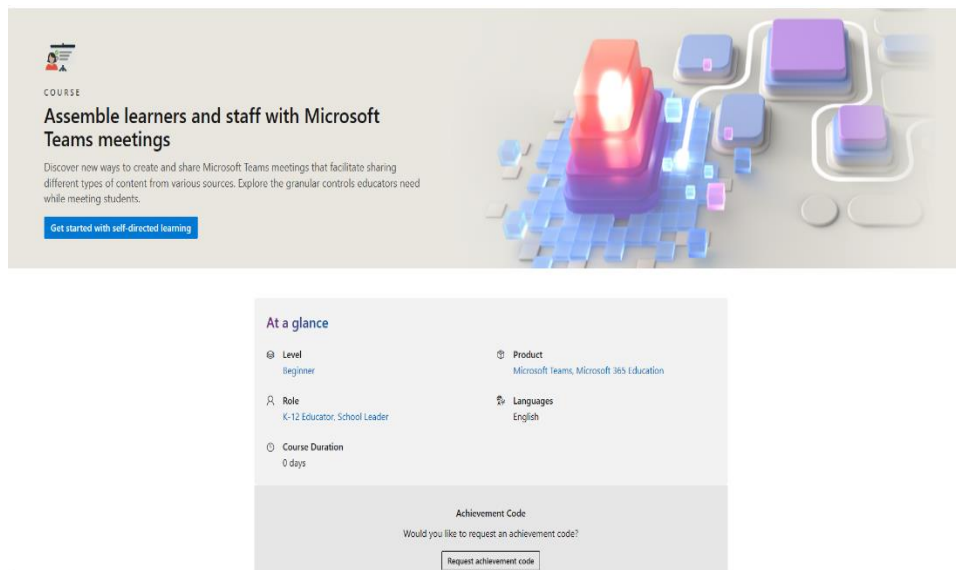 COURSE
Assemble learners and staff with Microsoft
Teams meetings
Discover new ways to create and share Microsoft Teams meetings that facilitate sharing
different types of content from various sources. Explore the granular controls educators need
while meeting students.
Get started with self-directed learning
At a glance
Level
Beginner
Product
Microsoft Teams, Microsoft 365 Education
Role
K-12 Educator, School Leader
Languages
English
Course Duration
0 days
Achievement Code
Would you like to request an achievement code?
Request achievement code